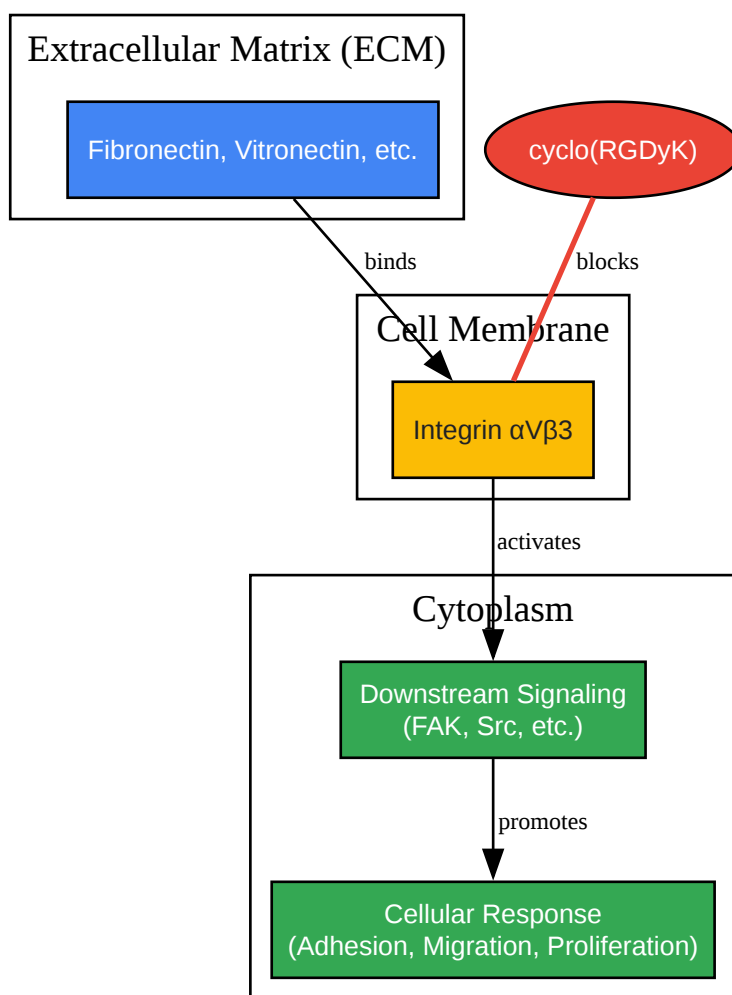 Extracellular Matrix (ECM)
Fibronectin, Vitronectin, etc.
cyclo(RGDyK)
binds
blocks
Cell Membrane
Integrin αVβ3
activates
Cytoplasm
Downstream Signaling
(FAK, Src, etc.)
promotes
Cellular Response
(Adhesion, Migration, Proliferation)